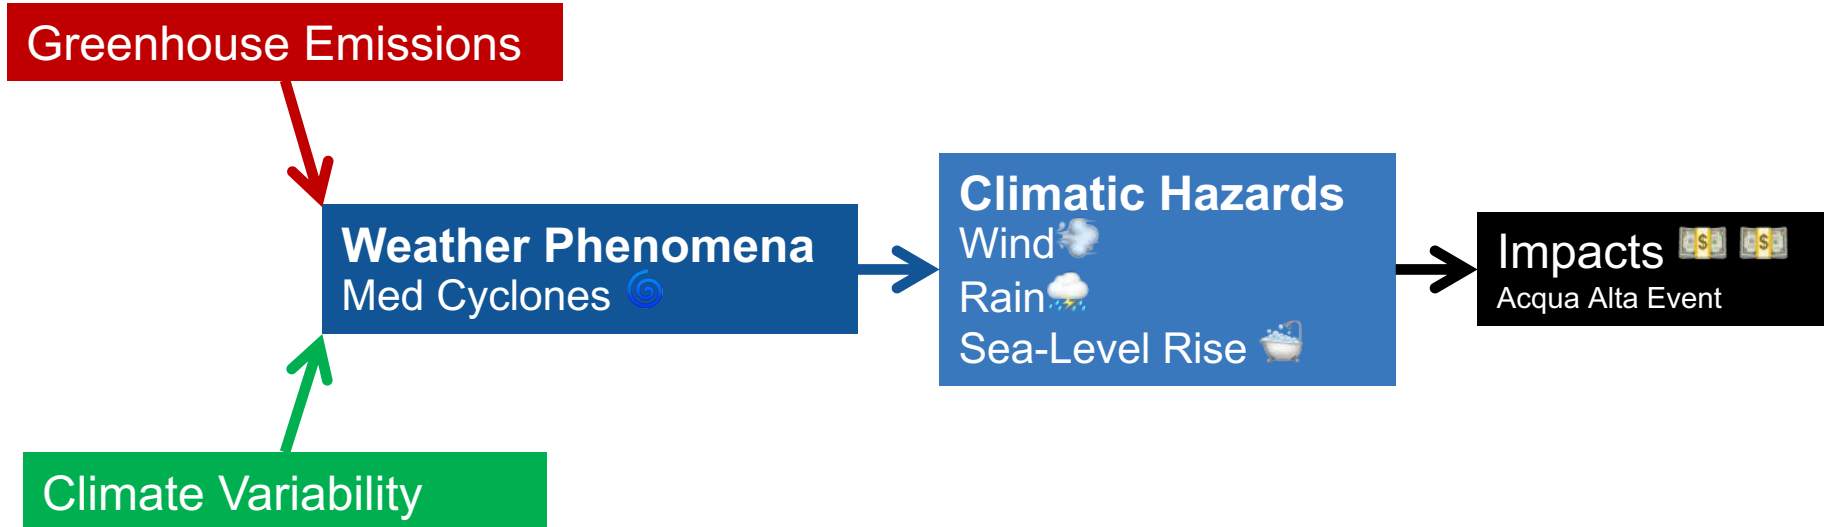 Greenhouse Emissions
Weather Phenomena
Med Cyclones 🌀
Climatic Hazards
Wind💨
Rain⛈️
Sea-Level Rise 🛁
Impacts 💵 💵
Acqua Alta Event
Climate Variability